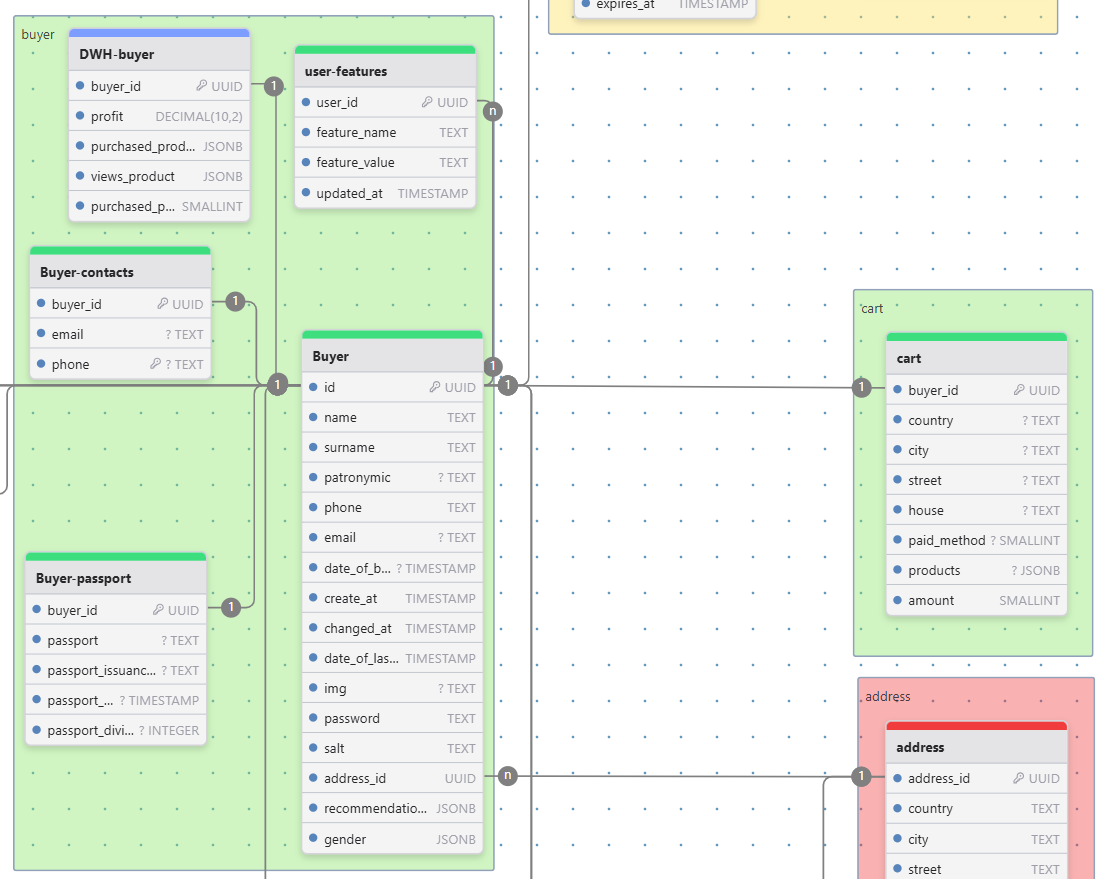 expires_at TIMESTAMP
buyer
DWH-buyer
buyer_id UUID
profit DECIMAL(10,2)
purchased_prod... JSONB
views_product JSONB
purchased_p... SMALLINT
1
user-features
user_id UUID
feature_name TEXT
feature_value TEXT
updated_at TIMESTAMP
n
Buyer-contacts
buyer_id UUID
email ? TEXT
phone ? TEXT
1
Buyer
id UUID
name TEXT
surname TEXT
patronymic ? TEXT
phone TEXT
email ? TEXT
date_of_b... ? TIMESTAMP
create_at TIMESTAMP
changed_at TIMESTAMP
date_of_las... TIMESTAMP
img ? TEXT
password TEXT
salt TEXT
address_id UUID
recommendatio... JSONB
gender JSONB
1
1
1
n
Buyer-passport
buyer_id UUID
passport ? TEXT
passport_issuanc... ? TEXT
passport_... ? TIMESTAMP
passport_divi... ? INTEGER
1
cart
cart
buyer_id UUID
country ? TEXT
city ? TEXT
street ? TEXT
house ? TEXT
paid_method ? SMALLINT
products ? JSONB
amount SMALLINT
1
address
address
address_id UUID
country TEXT
city TEXT
street TEXT
1